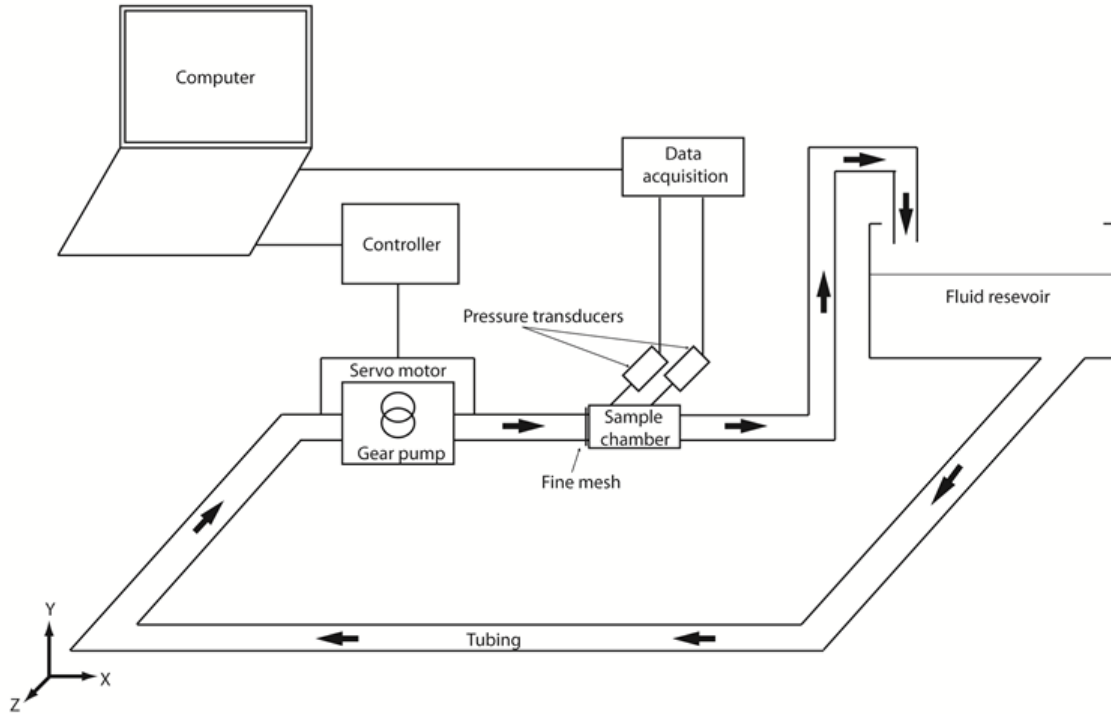 Computer
Data
acquisition
Controller
Fluid resevoir
Pressure transducers
Servo motor
Sample
chamber
Gear pump
Fine mesh
Tubing
Y
X
Z